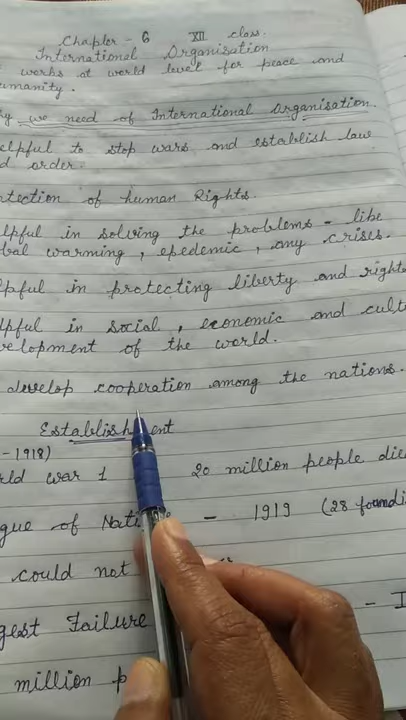 Chapter - 6 XII class.
International Organisation
works at world level for peace and
umanity.
y we need of International Organisation.
elpful to stop wars and establish law
d order.
otection of human Rights.
lpful in solving the problems - like
bal warming, epedemic, any crises.
lpful in protecting liberty and right
lpful in social, economic and cult
velopment of the world.
develop cooperation among the nations.
Establishment
-1918)
rld war 1 20 million people die
gue of Nati - 1919 (28 foundi
could not
gest Failure - I
million p